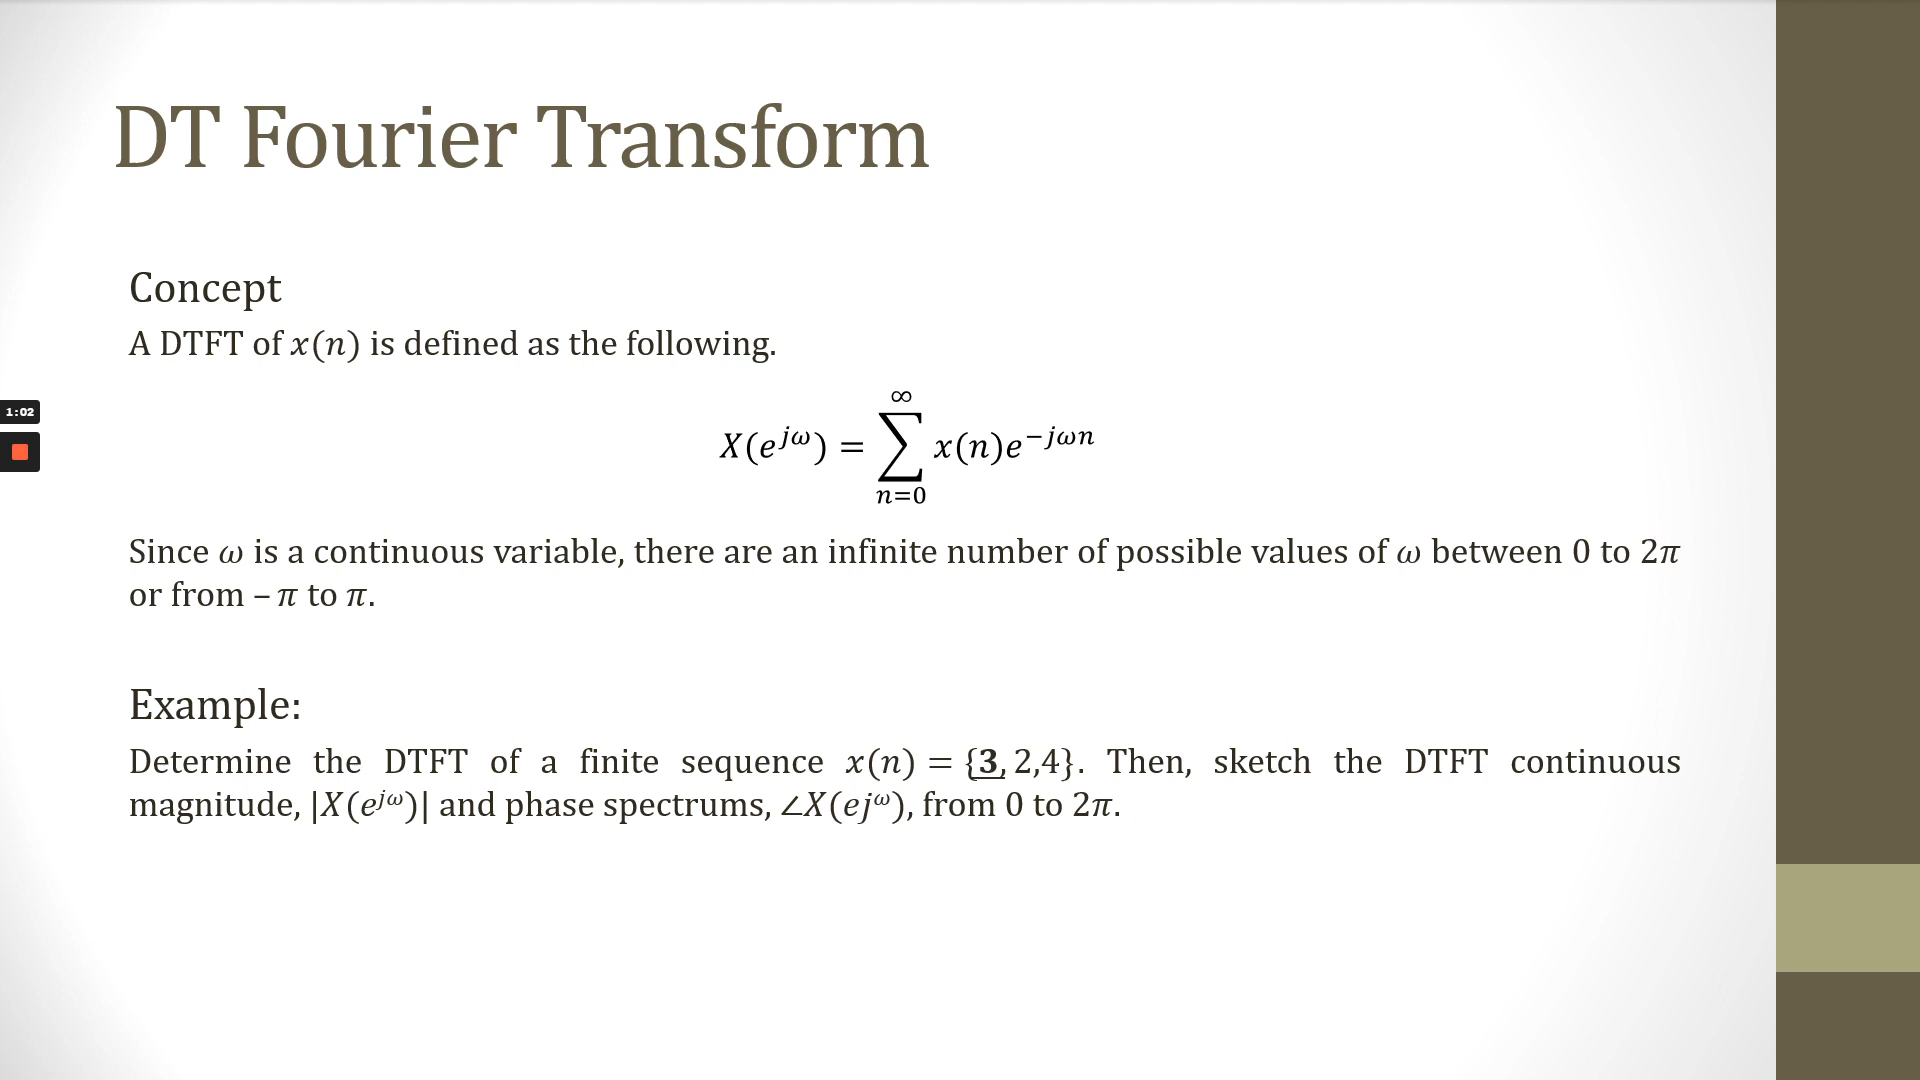 DT Fourier Transform
Concept
A DTFT of x(n) is defined as the following.
X(e^{jω}) = ∑_{n=0}^{∞} x(n)e^{−jωn}
1:02
Since ω is a continuous variable, there are an infinite number of possible values of ω between 0 to 2π
or from – π to π.
Example:
Determine the DTFT of a finite sequence x(n) = {3, 2,4}. Then, sketch the DTFT continuous
magnitude, |X(e^{jω})| and phase spectrums, ∠X(ej^{ω}), from 0 to 2π.